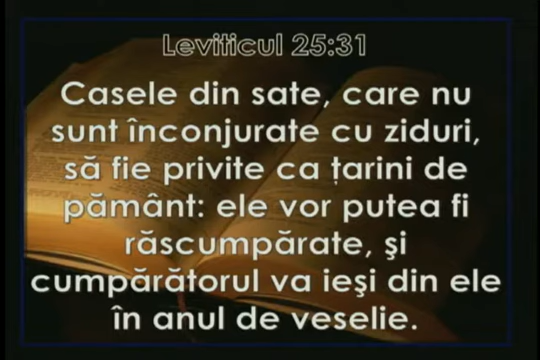 Leviticul 25:31
Casele din sate, care nu
sunt înconjurate cu ziduri,
să fie privite ca țarini de
pământ: ele vor putea fi
răscumpărate, şi
cumpărătorul va ieşi din ele
în anul de veselie.